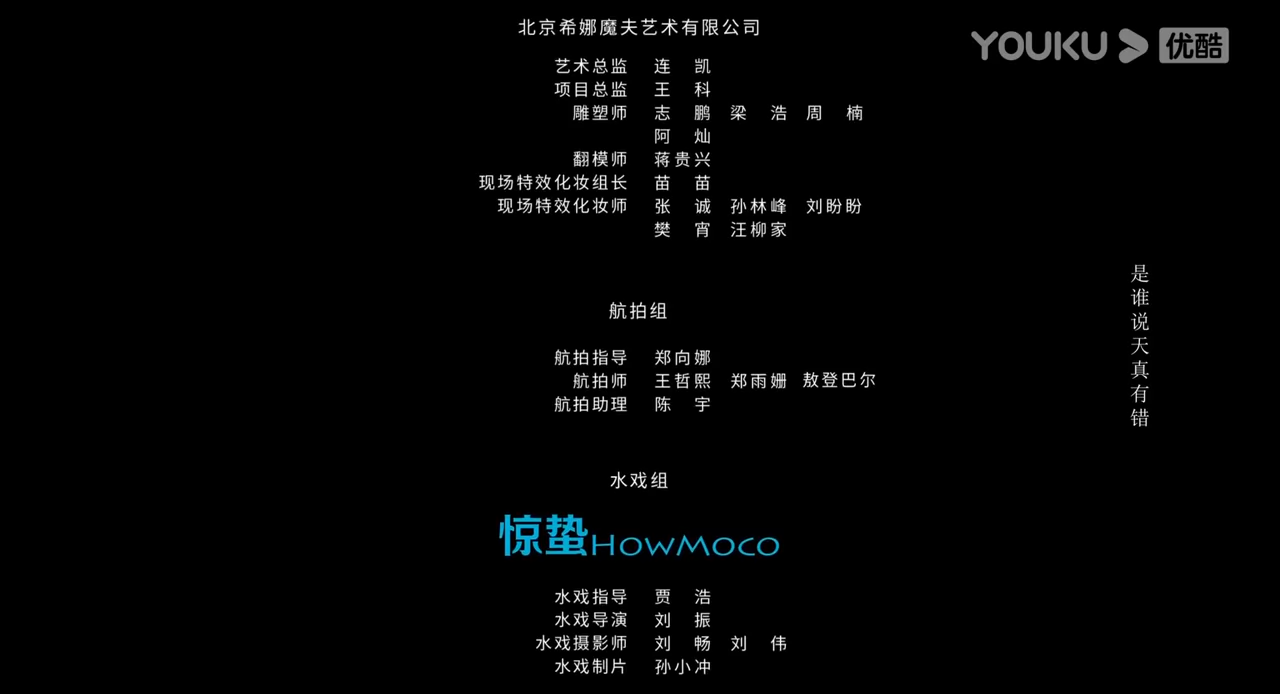 北京希娜魔夫艺术有限公司
YOUKU 优酷
艺术总监 连 凯
项目总监 王 科
雕塑师 志 鹏 梁 浩 周 楠
阿 灿
翻模师 蒋贵兴
现场特效化妆组长 苗 苗
现场特效化妆师 张 诚 孙林峰 刘盼盼
樊 宵 汪柳家
是谁说天真有错
航拍组
航拍指导 郑向娜
航拍师 王哲熙 郑雨姗 敖登巴尔
航拍助理 陈 宇
水戏组
惊蛰HowMoco
水戏指导 贾 浩
水戏导演 刘 振
水戏摄影师 刘 畅 刘 伟
水戏制片 孙小冲